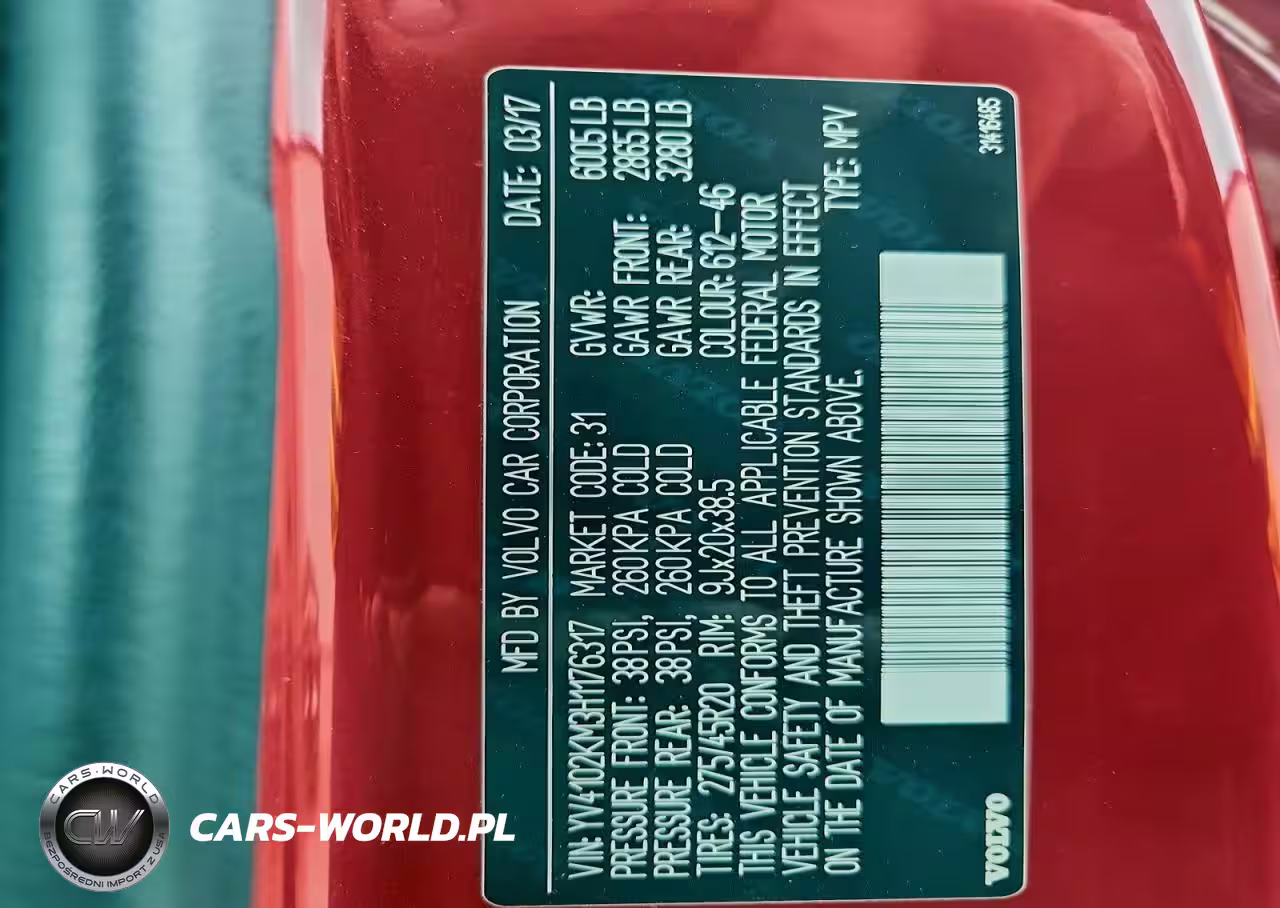 MFD BY VOLVO CAR CORPORATION DATE: 03/17
VIN: YV4102KM3H1176317 MARKET CODE: 31 GVWR: 6005 LB
PRESSURE FRONT: 38PSI, 260KPA COLD GAWR FRONT: 2865 LB
PRESSURE REAR: 38PSI, 260KPA COLD GAWR REAR: 3280 LB
TIRES: 275/45R20 RIM: 9Jx20x38.5 COLOUR: 612-46
THIS VEHICLE CONFORMS TO ALL APPLICABLE FEDERAL MOTOR
VEHICLE SAFETY AND THEFT PREVENTION STANDARDS IN EFFECT
ON THE DATE OF MANUFACTURE SHOWN ABOVE. TYPE: MPV
VOLVO 31416485
CARS-WORLD
CW
BEZPOŚREDNI IMPORT Z USA
CARS-WORLD.PL